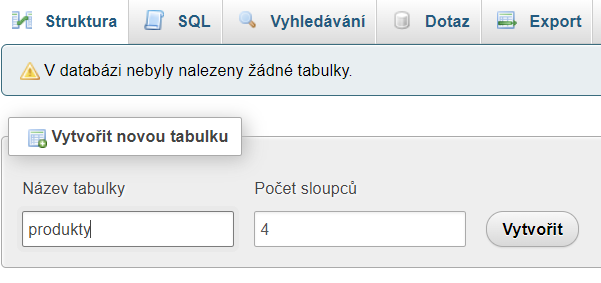 Struktura SQL Vyhledávání Dotaz Export
V databázi nebyly nalezeny žádné tabulky.
Vytvořit novou tabulku
Název tabulky Počet sloupců
produkty 4 Vytvořit